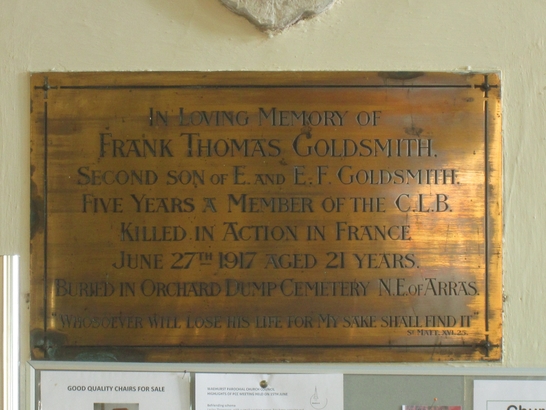 In Loving Memory of
Frank Thomas Goldsmith.
Second son of E. and E. F. Goldsmith.
Five Years a Member of the C.L.B.
Killed in Action in France
June 27th 1917 aged 21 years.
Buried in Orchard Dump Cemetery N.E. of Arras.
"Whosoever will lose his life for My sake shall find it"
St Matt. XVI. 25.
GOOD QUALITY CHAIRS FOR SALE